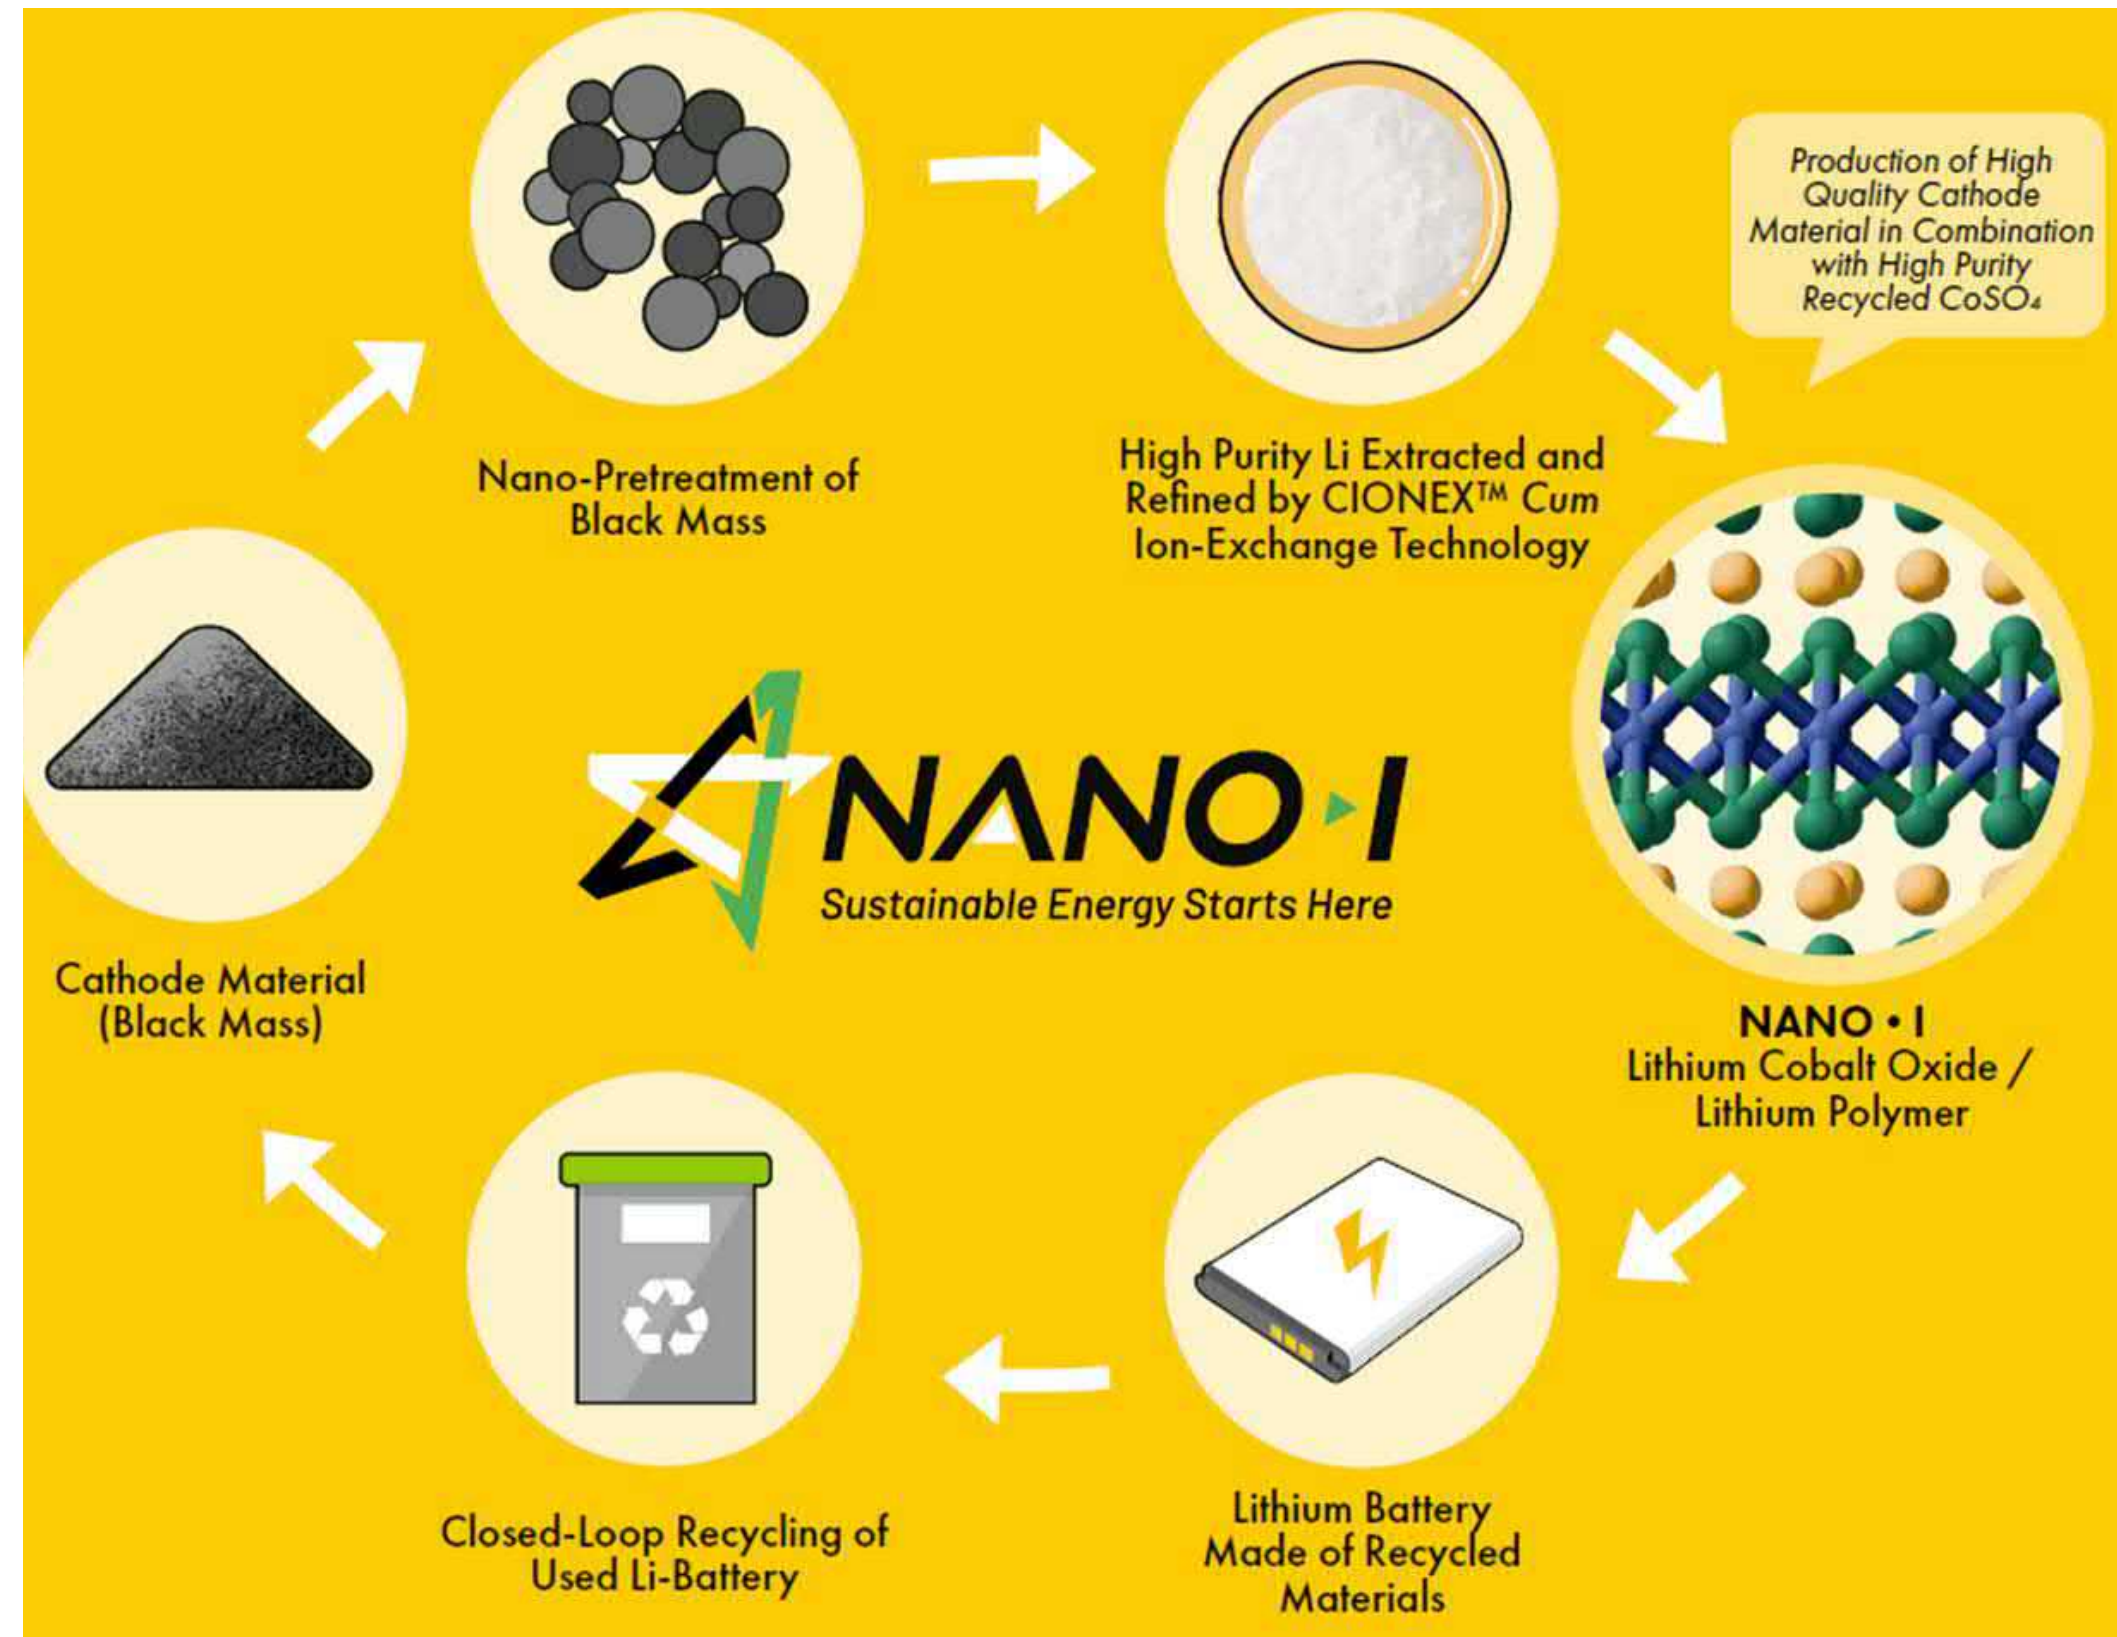 Production of High
Quality Cathode
Material in Combination
with High Purity
Recycled CoSO₄
Nano-Pretreatment of
Black Mass
High Purity Li Extracted and
Refined by CIONEX™ Cum
Ion-Exchange Technology
NANO▸I
Sustainable Energy Starts Here
Cathode Material
(Black Mass)
NANO • I
Lithium Cobalt Oxide /
Lithium Polymer
Closed-Loop Recycling of
Used Li-Battery
Lithium Battery
Made of Recycled
Materials